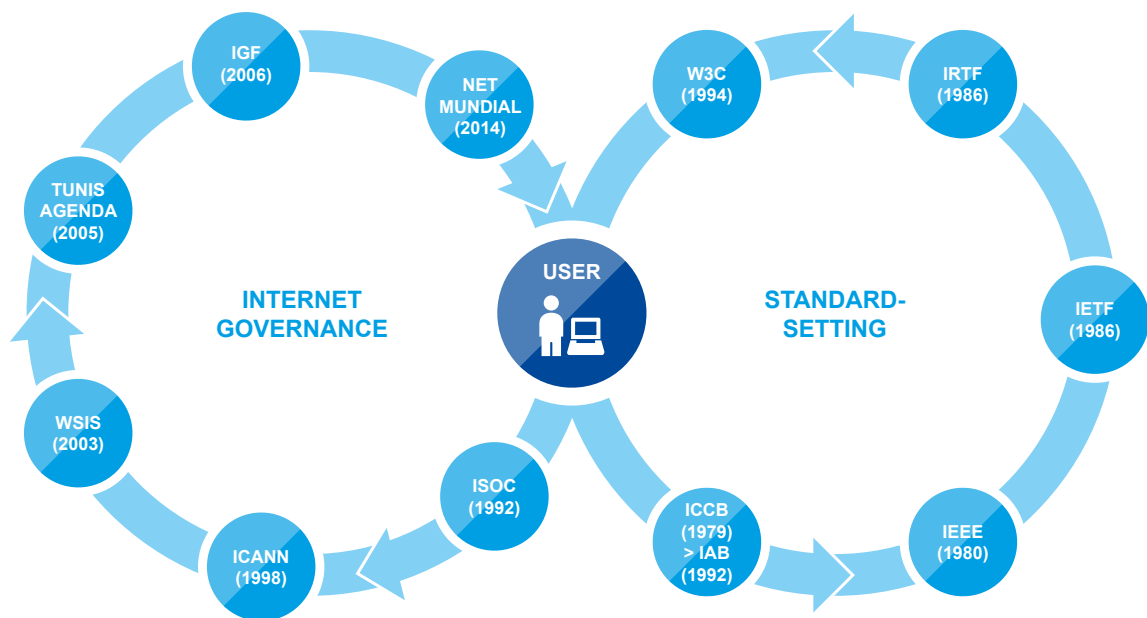 IGF
(2006)
NET
MUNDIAL
(2014)
TUNIS
AGENDA
(2005)
WSIS
(2003)
ICANN
(1998)
ISOC
(1992)
INTERNET
GOVERNANCE
USER
STANDARD-
SETTING
W3C
(1994)
IRTF
(1986)
IETF
(1986)
IEEE
(1980)
ICCB
(1979)
> IAB
(1992)